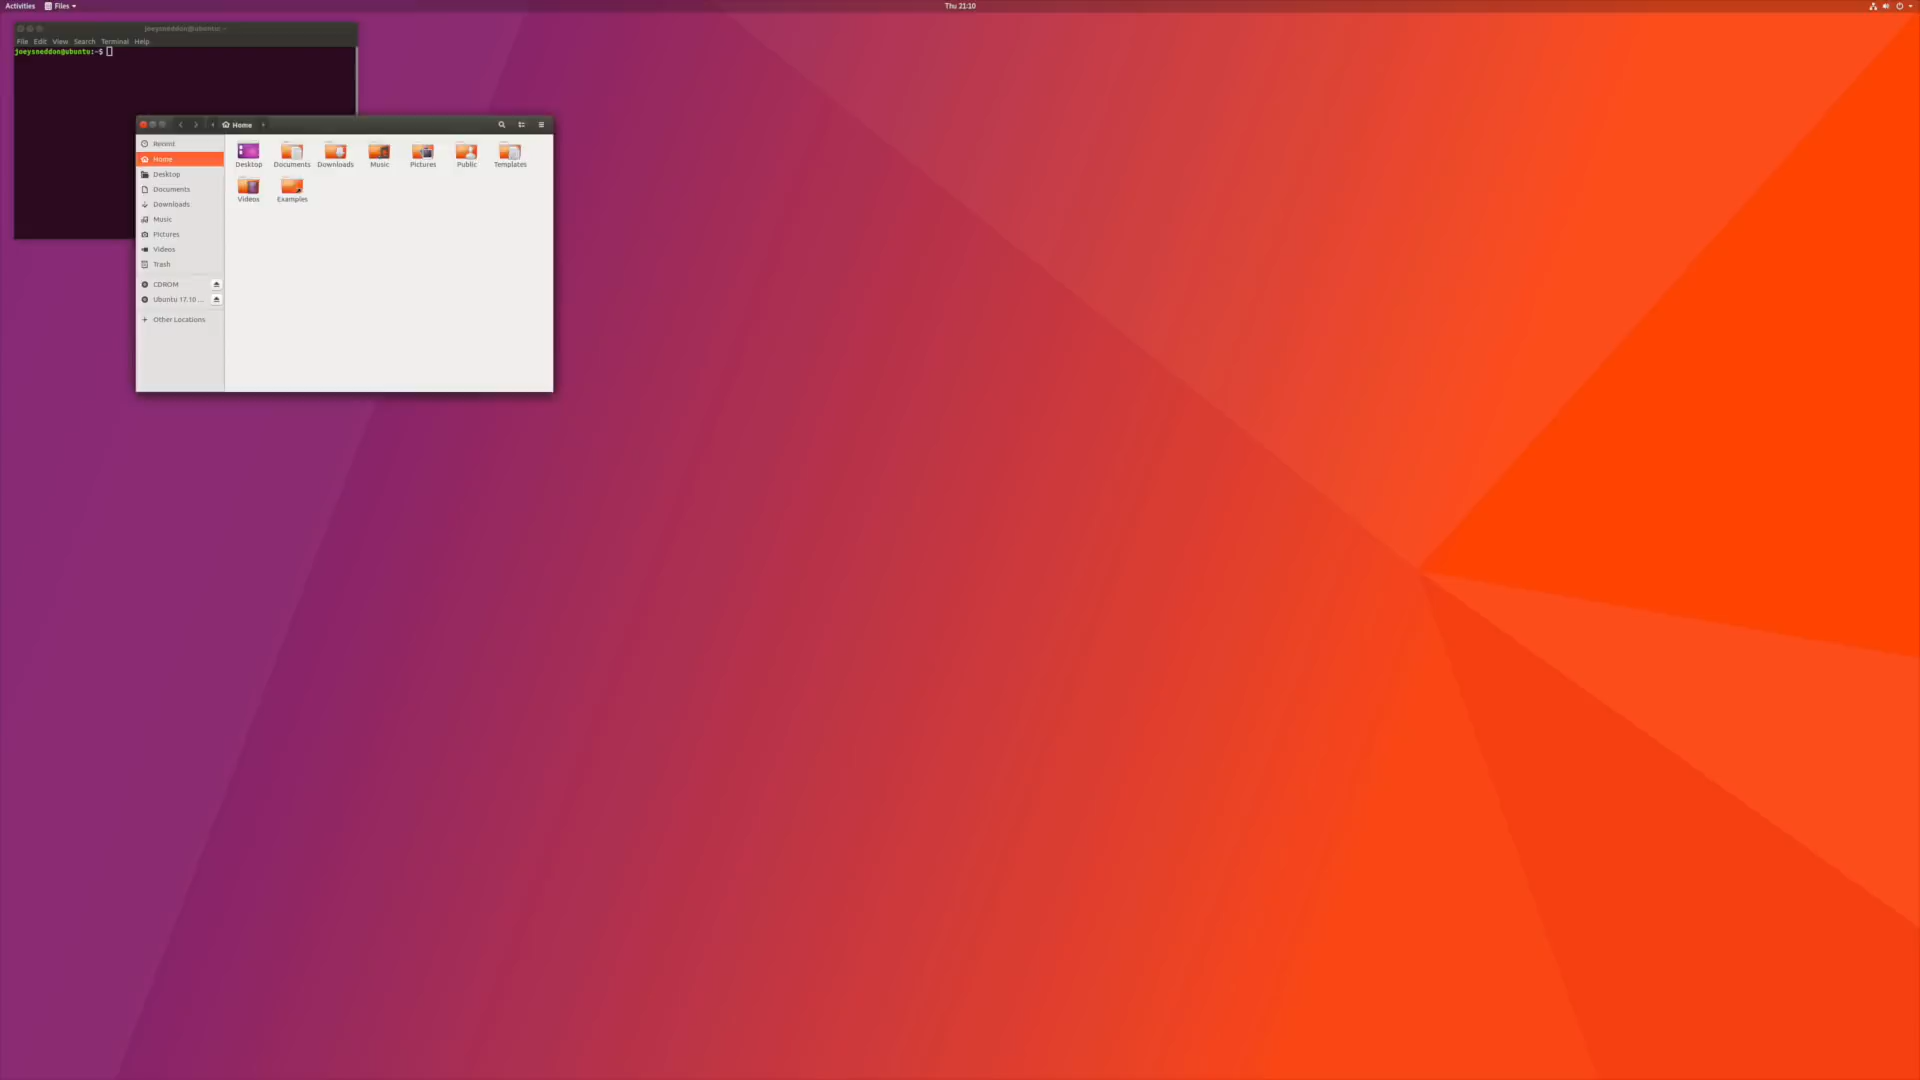 Activities Files Thu 21:10
joeysneddon@ubuntu: ~
File Edit View Search Terminal Help
joeysneddon@ubuntu:~$
Home
Recent
Home
Desktop
Documents
Downloads
Music
Pictures
Videos
Trash
CDROM
Ubuntu 17.10 ...
Other Locations
Desktop Documents Downloads Music Pictures Public Templates
Videos Examples